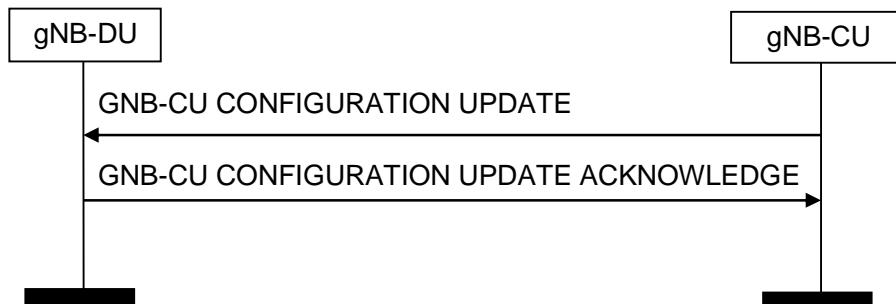 gNB-DU
gNB-CU
GNB-CU CONFIGURATION UPDATE
GNB-CU CONFIGURATION UPDATE ACKNOWLEDGE